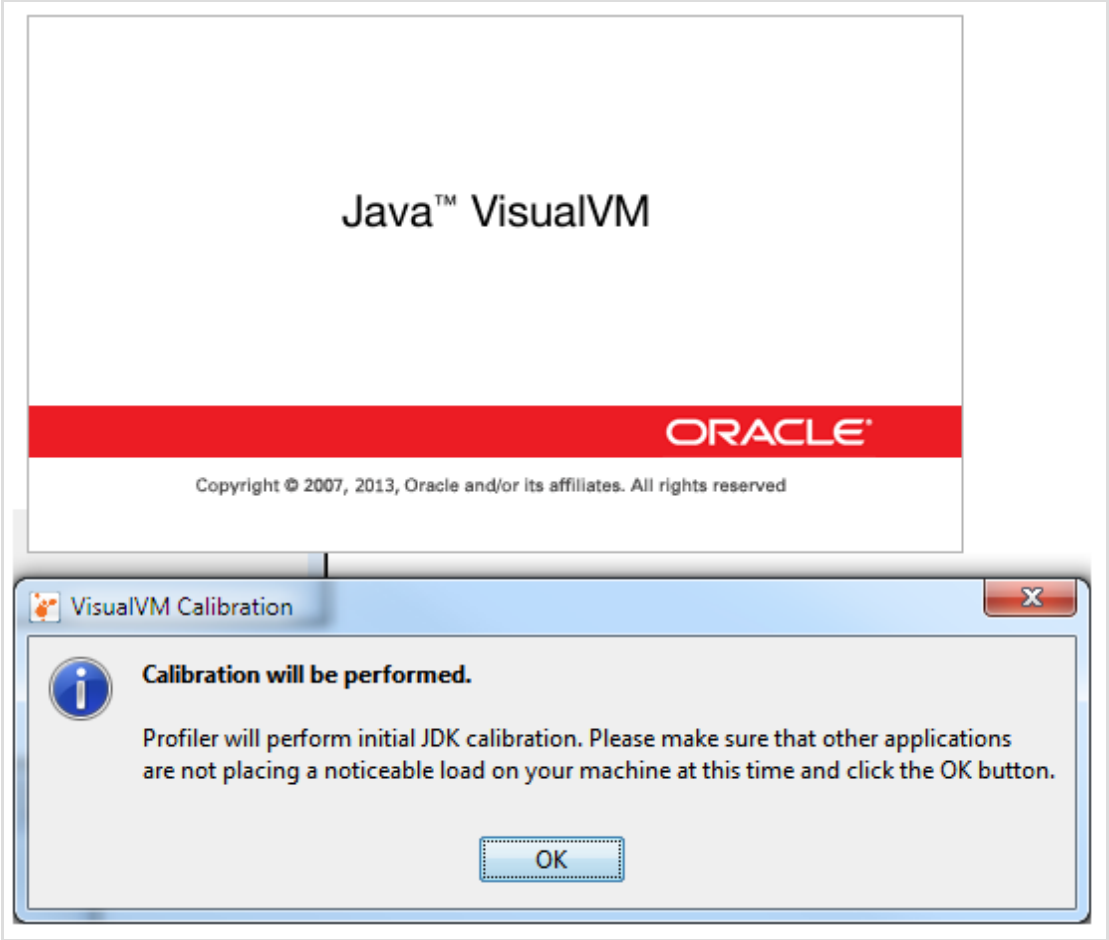 Java™ VisualVM
ORACLE®
Copyright © 2007, 2013, Oracle and/or its affiliates. All rights reserved
VisualVM Calibration
Calibration will be performed.
Profiler will perform initial JDK calibration. Please make sure that other applications
are not placing a noticeable load on your machine at this time and click the OK button.
OK